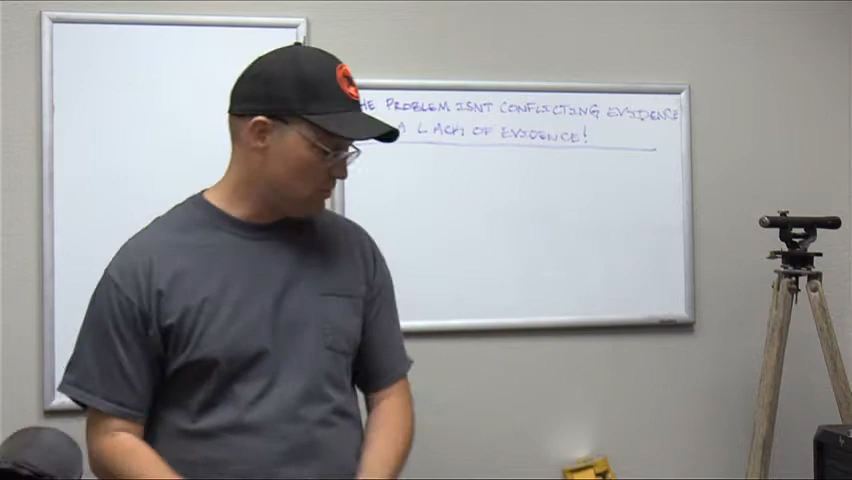 HE PROBLEM ISNT CONFLICTING EVIDENCE
A LACK OF EVIDENCE!